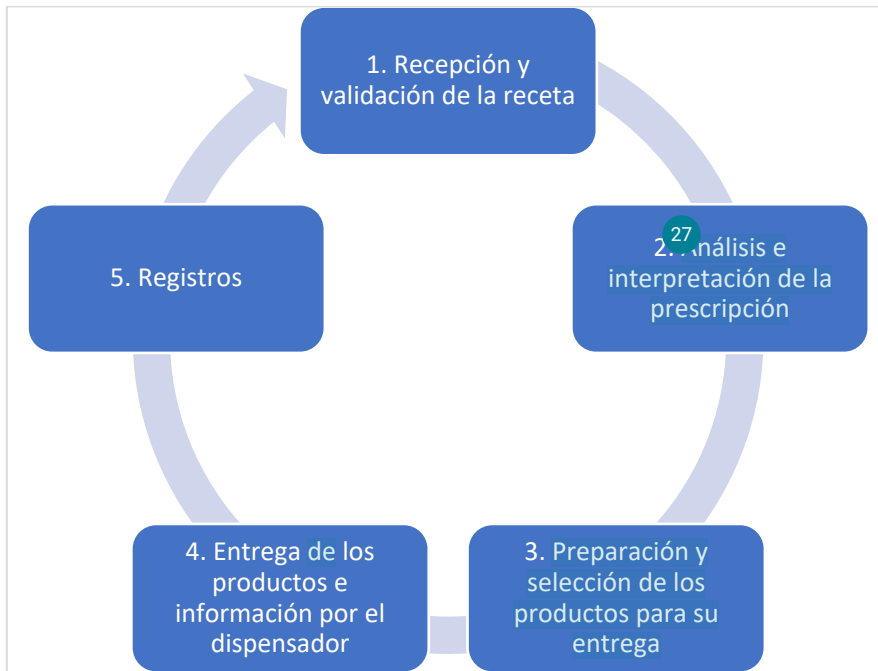 1. Recepción y
validación de la receta
27
2. Análisis e
interpretación de la
prescripción
3. Preparación y
selección de los
productos para su
entrega
4. Entrega de los
productos e
información por el
dispensador
5. Registros